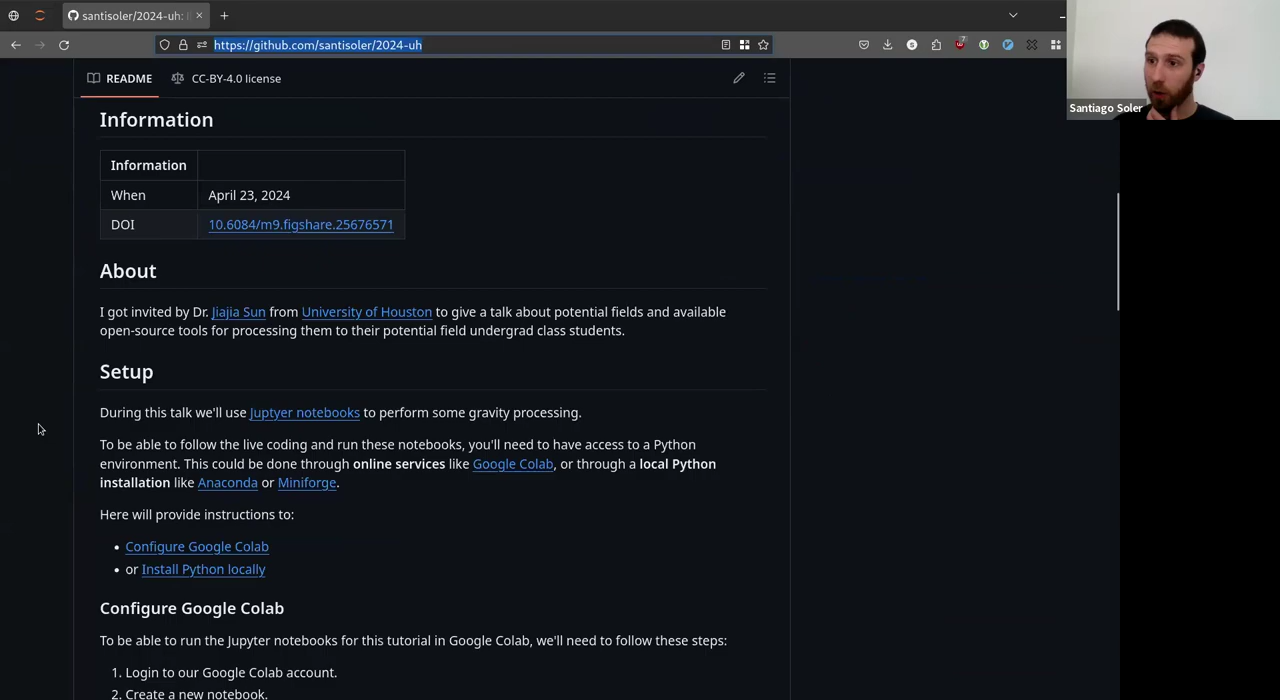 santisoler/2024-uh: I
https://github.com/santisoler/2024-uh
7
S
Santiago Soler
README
CC-BY-4.0 license
Information
Information
When April 23, 2024
DOI 10.6084/m9.figshare.25676571
About
I got invited by Dr. Jiajia Sun from University of Houston to give a talk about potential fields and available
open-source tools for processing them to their potential field undergrad class students.
Setup
During this talk we'll use Juptyer notebooks to perform some gravity processing.
To be able to follow the live coding and run these notebooks, you'll need to have access to a Python
environment. This could be done through online services like Google Colab, or through a local Python
installation like Anaconda or Miniforge.
Here will provide instructions to:
• Configure Google Colab
• or Install Python locally
Configure Google Colab
To be able to run the Jupyter notebooks for this tutorial in Google Colab, we'll need to follow these steps:
1. Login to our Google Colab account.
2. Create a new notebook.